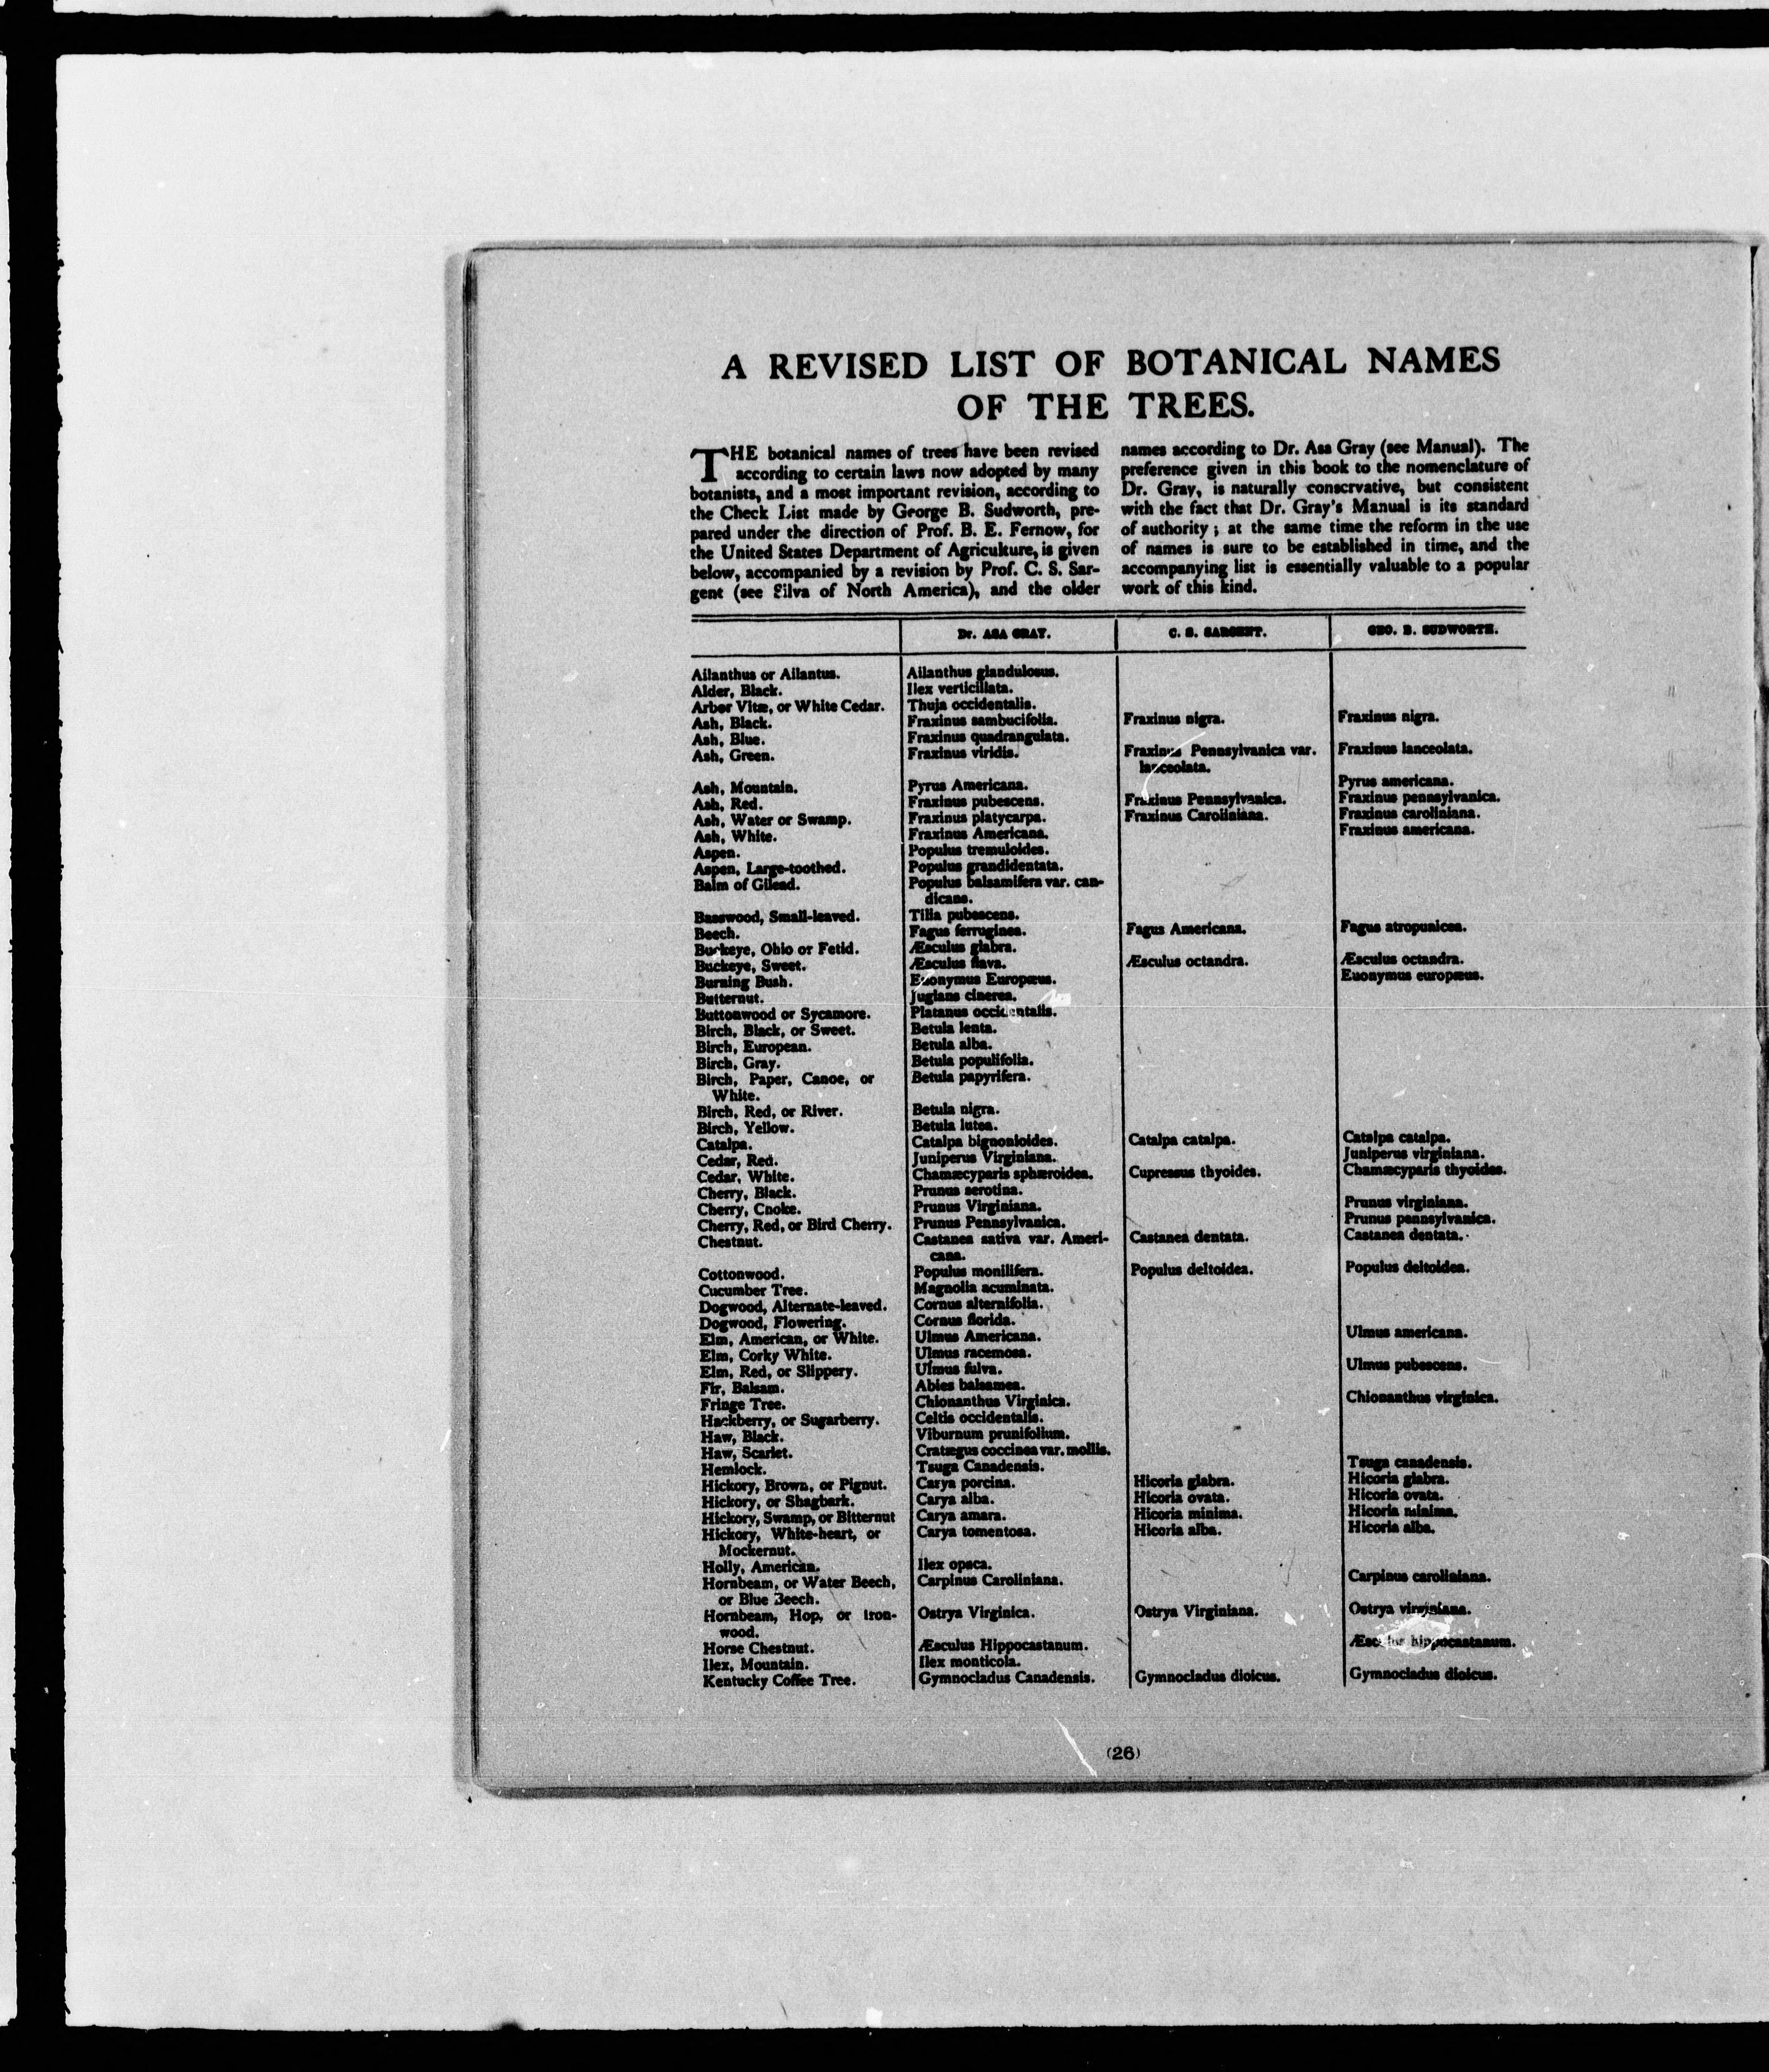 A REVISED LIST OF BOTANICAL NAMES
OF THE TREES.
THE botanical names of trees have been revised
according to certain laws now adopted by many
botanists, and a most important revision, according to
the Check List made by George B. Sudworth, pre-
pared under the direction of Prof. B. E. Fernow, for
the United States Department of Agriculture, is given
below, accompanied by a revision by Prof. C. S. Sar-
gent (see Silva of North America), and the older
names according to Dr. Asa Gray (see Manual). The
preference given in this book to the nomenclature of
Dr. Gray, is naturally conservative, but consistent
with the fact that Dr. Gray's Manual is its standard
of authority; at the same time the reform in the use
of names is sure to be established in time, and the
accompanying list is essentially valuable to a popular
work of this kind.
Dr. ASA GRAY. C. S. SARGENT. GEO. B. SUDWORTH.
Ailanthus or Ailantus. Ailanthus glandulosus.
Alder, Black. Ilex verticillata.
Arbor Vitæ, or White Cedar. Thuja occidentalis.
Ash, Black. Fraxinus sambucifolia. Fraxinus nigra. Fraxinus nigra.
Ash, Blue. Fraxinus quadrangulata.
Ash, Green. Fraxinus viridis. Fraxinus Pennsylvanica var. Fraxinus lanceolata.
lanceolata.
Ash, Mountain. Pyrus Americana. Pyrus americana.
Ash, Red. Fraxinus pubescens. Fraxinus Pennsylvanica. Fraxinus pennsylvanica.
Ash, Water or Swamp. Fraxinus platycarpa. Fraxinus Caroliniana. Fraxinus caroliniana.
Ash, White. Fraxinus Americana. Fraxinus americana.
Aspen. Populus tremuloides.
Aspen, Large-toothed. Populus grandidentata.
Balm of Gilead. Populus balsamifera var. can-
dicans.
Basswood, Small-leaved. Tilia pubescens.
Beech. Fagus ferruginea. Fagus Americana. Fagus atropunicea.
Buckeye, Ohio or Fetid. Æsculus glabra.
Buckeye, Sweet. Æsculus flava. Æsculus octandra. Æsculus octandra.
Burning Bush. Euonymus Europæus. Euonymus europæus.
Butternut. Juglans cinerea.
Buttonwood or Sycamore. Platanus occidentalis.
Birch, Black, or Sweet. Betula lenta.
Birch, European. Betula alba.
Birch, Gray. Betula populifolia.
Birch, Paper, Canoe, or Betula papyrifera.
White.
Birch, Red, or River. Betula nigra.
Birch, Yellow. Betula lutea.
Catalpa. Catalpa bignonioides. Catalpa catalpa. Catalpa catalpa.
Cedar, Red. Juniperus Virginiana. Juniperus virginiana.
Cedar, White. Chamæcyparis sphæroidea. Cupressus thyoides. Chamæcyparis thyoides.
Cherry, Black. Prunus serotina.
Cherry, Cnoke. Prunus Virginiana. Prunus virginiana.
Cherry, Red, or Bird Cherry. Prunus Pennsylvanica. Prunus pennsylvanica.
Chestnut. Castanea sativa var. Ameri- Castanea dentata. Castanea dentata.
cana.
Cottonwood. Populus monilifera. Populus deltoidea. Populus deltoidea.
Cucumber Tree. Magnolia acuminata.
Dogwood, Alternate-leaved. Cornus alternifolia.
Dogwood, Flowering. Cornus florida.
Elm, American, or White. Ulmus Americana. Ulmus americana.
Elm, Corky White. Ulmus racemosa.
Elm, Red, or Slippery. Ulmus fulva. Ulmus pubescens.
Fir, Balsam. Abies balsamea.
Fringe Tree. Chionanthus Virginica. Chionanthus virginica.
Hackberry, or Sugarberry. Celtis occidentalis.
Haw, Black. Viburnum prunifolium.
Haw, Scarlet. Cratægus coccinea var. mollis.
Hemlock. Tsuga Canadensis. Tsuga canadensis.
Hickory, Brown, or Pignut. Carya porcina. Hicoria glabra. Hicoria glabra.
Hickory, or Shagbark. Carya alba. Hicoria ovata. Hicoria ovata.
Hickory, Swamp, or Bitternut Carya amara. Hicoria minima. Hicoria minima.
Hickory, White-heart, or Carya tomentosa. Hicoria alba. Hicoria alba.
Mockernut.
Holly, American. Ilex opaca.
Hornbeam, or Water Beech, Carpinus Caroliniana. Carpinus caroliniana.
or Blue Beech.
Hornbeam, Hop, or Iron- Ostrya Virginica. Ostrya Virginiana. Ostrya virginiana.
wood.
Horse Chestnut. Æsculus Hippocastanum. Æsculus hippocastanum.
Ilex, Mountain. Ilex monticola.
Kentucky Coffee Tree. Gymnocladus Canadensis. Gymnocladus dioicus. Gymnocladus dioicus.
(26)